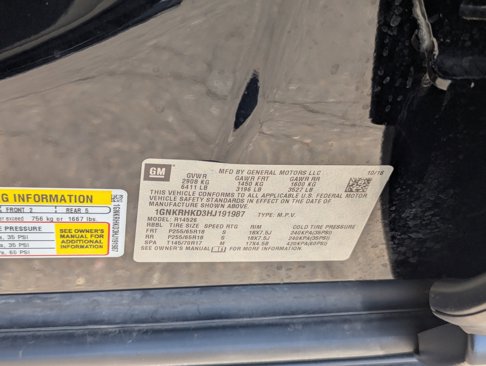 GM
MFD BY GENERAL MOTORS LLC 10/16
GVWR GAWR FRT GAWR RR
2908 KG 1450 KG 1600 KG
6411 LB 3196 LB 3527 LB
THIS VEHICLE CONFORMS TO ALL APPLICABLE U.S. FEDERAL MOTOR
VEHICLE SAFETY STANDARDS IN EFFECT ON THE DATE OF
MANUFACTURE SHOWN ABOVE.
1GNKRHKD3HJ191987 TYPE: M.P.V.
MODEL: R14526
RBBL: TIRE SIZE SPEED RTG RIM COLD TIRE PRESSURE
FRT P255/65R18 S 18X7.5J 240KPA(35PSI)
RR P255/65R18 S 18X7.5J 240KPA(35PSI)
SPA T145/70R17 M 17X4.5B 420KPA(60PSI)
SEE OWNER'S MANUAL FOR MORE INFORMATION.
G INFORMATION
FRONT 2 REAR 5
exceed 756 kg or 1667 lbs.
E PRESSURE
a, 35 PSI
a, 35 PSI
SEE OWNER'S
MANUAL FOR
ADDITIONAL
INFORMATION
1GNKRHKD3HJ191987